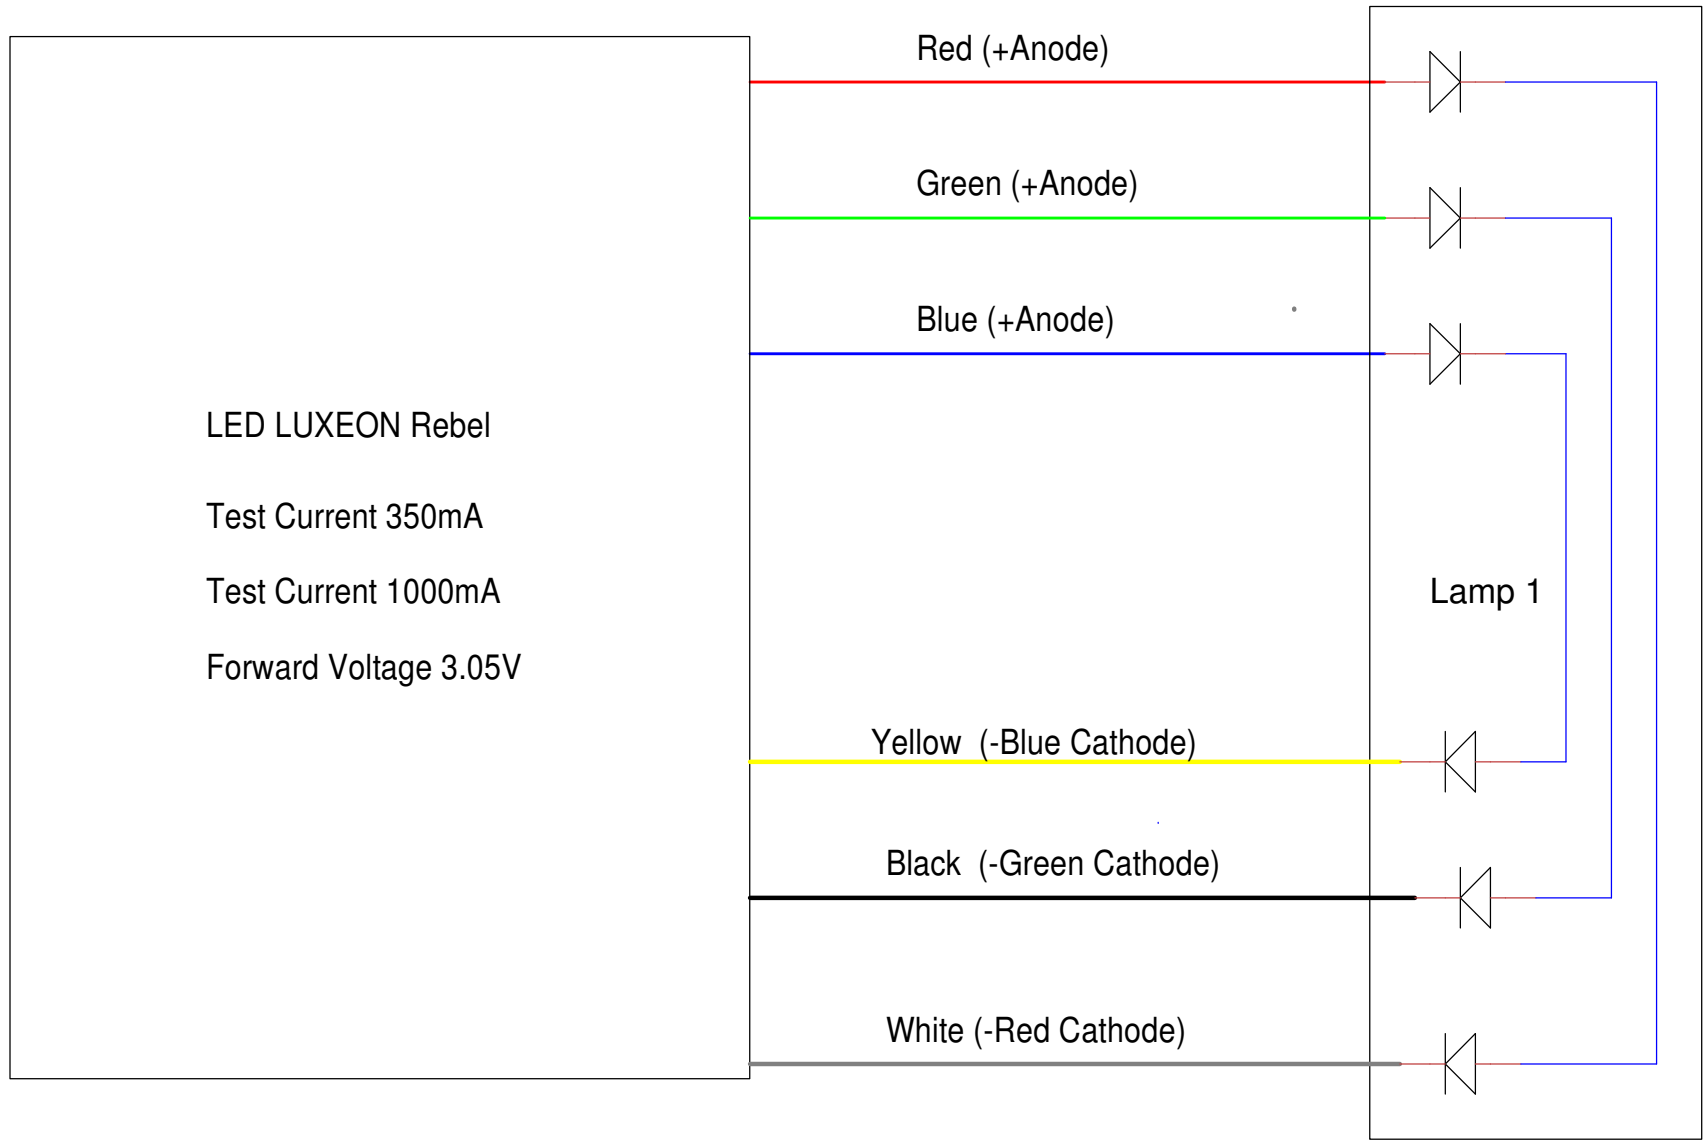 Red (+Anode)
Green (+Anode)
Blue (+Anode)
LED LUXEON Rebel
Test Current 350mA
Test Current 1000mA
Forward Voltage 3.05V
Lamp 1
Yellow  (-Blue Cathode)
Black  (-Green Cathode)
White (-Red Cathode)